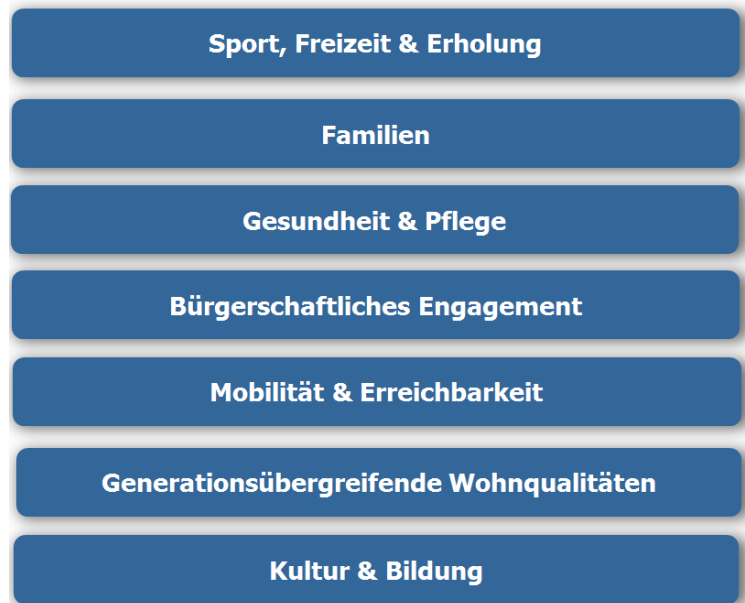 Sport, Freizeit & Erholung
Familien
Gesundheit & Pflege
Bürgerschaftliches Engagement
Mobilität & Erreichbarkeit
Generationsübergreifende Wohnqualitäten
Kultur & Bildung